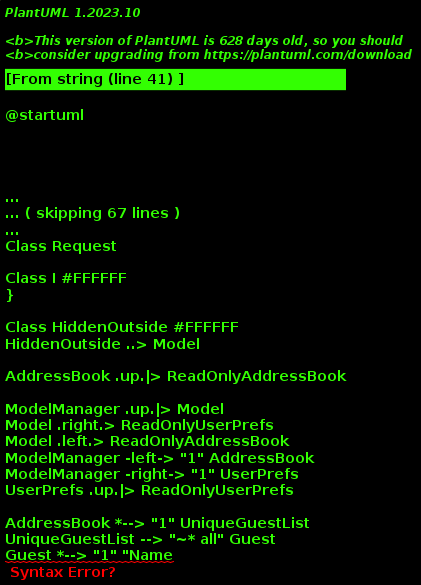 PlantUML 1.2023.10
<b>This version of PlantUML is 628 days old, so you should
<b>consider upgrading from https://plantuml.com/download
[From string (line 41) ]
@startuml
...
... ( skipping 67 lines )
...
Class Request
Class I #FFFFFF
}
Class HiddenOutside #FFFFFF
HiddenOutside ..> Model
AddressBook .up.|> ReadOnlyAddressBook
ModelManager .up.|> Model
Model .right.> ReadOnlyUserPrefs
Model .left.> ReadOnlyAddressBook
ModelManager -left-> "1" AddressBook
ModelManager -right-> "1" UserPrefs
UserPrefs .up.|> ReadOnlyUserPrefs
AddressBook *--> "1" UniqueGuestList
UniqueGuestList --> "~* all" Guest
Guest *--> "1" "Name
Syntax Error?